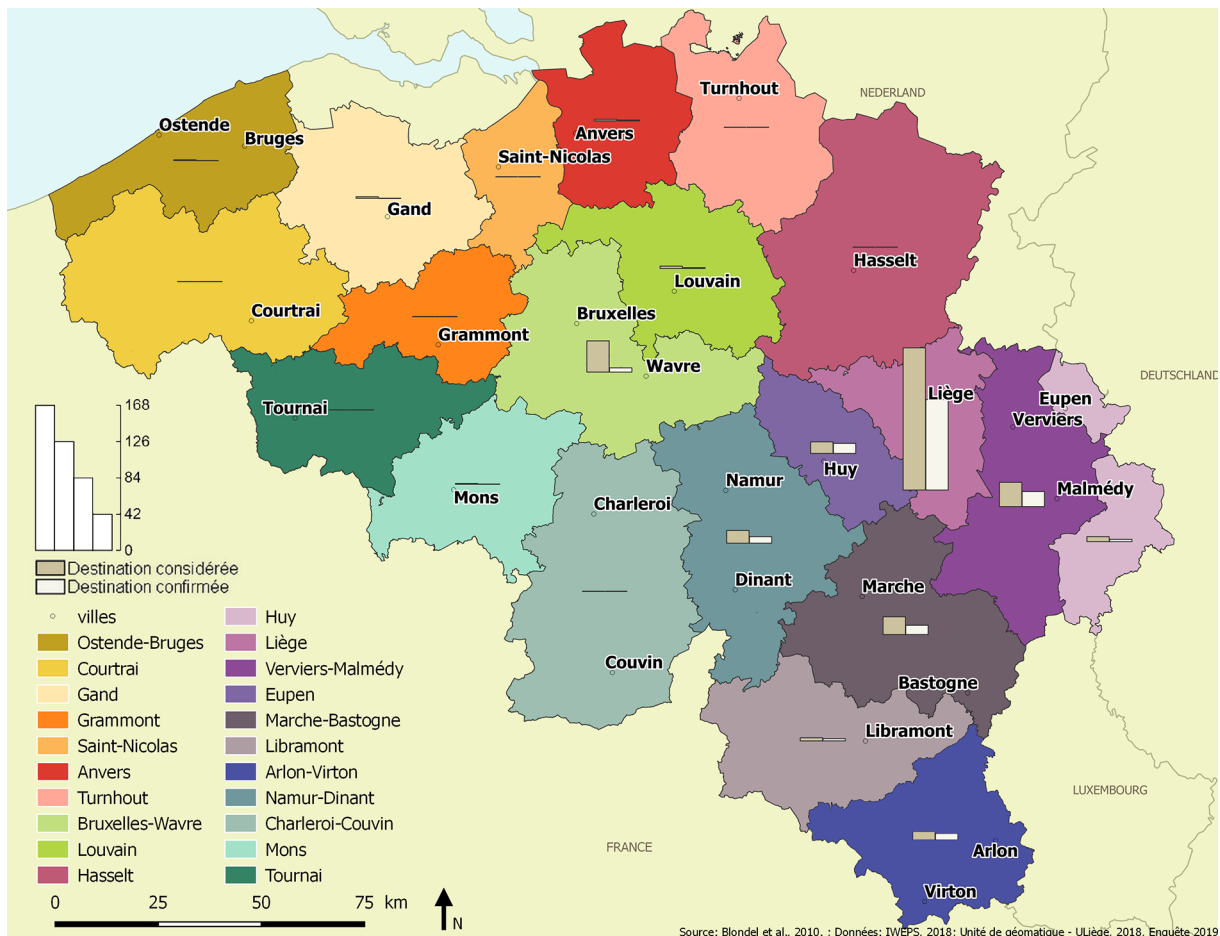 Turnhout
NEDERLAND
Ostende
Bruges
Anvers
Saint-Nicolas
Gand
Hasselt
Louvain
Courtrai
Bruxelles
Grammont
Wavre
DEUTSCHLAND
Liège
Eupen
Verviers
Tournai
168
126
84
42
0
Huy
Namur
Malmédy
Mons
Charleroi
Dinant
Marche
Couvin
Bastogne
Libramont
LUXEMBOURG
FRANCE
Arlon
Virton
Destination considérée
Destination confirmée
villes
Ostende-Bruges
Courtrai
Gand
Grammont
Saint-Nicolas
Anvers
Turnhout
Bruxelles-Wavre
Louvain
Hasselt
Huy
Liège
Verviers-Malmédy
Eupen
Marche-Bastogne
Libramont
Arlon-Virton
Namur-Dinant
Charleroi-Couvin
Mons
Tournai
0 25 50 75 km
N
Source: Blondel et al., 2010. ; Données: IWEPS, 2018; Unité de géomatique - ULiège, 2018, Enquête 2019